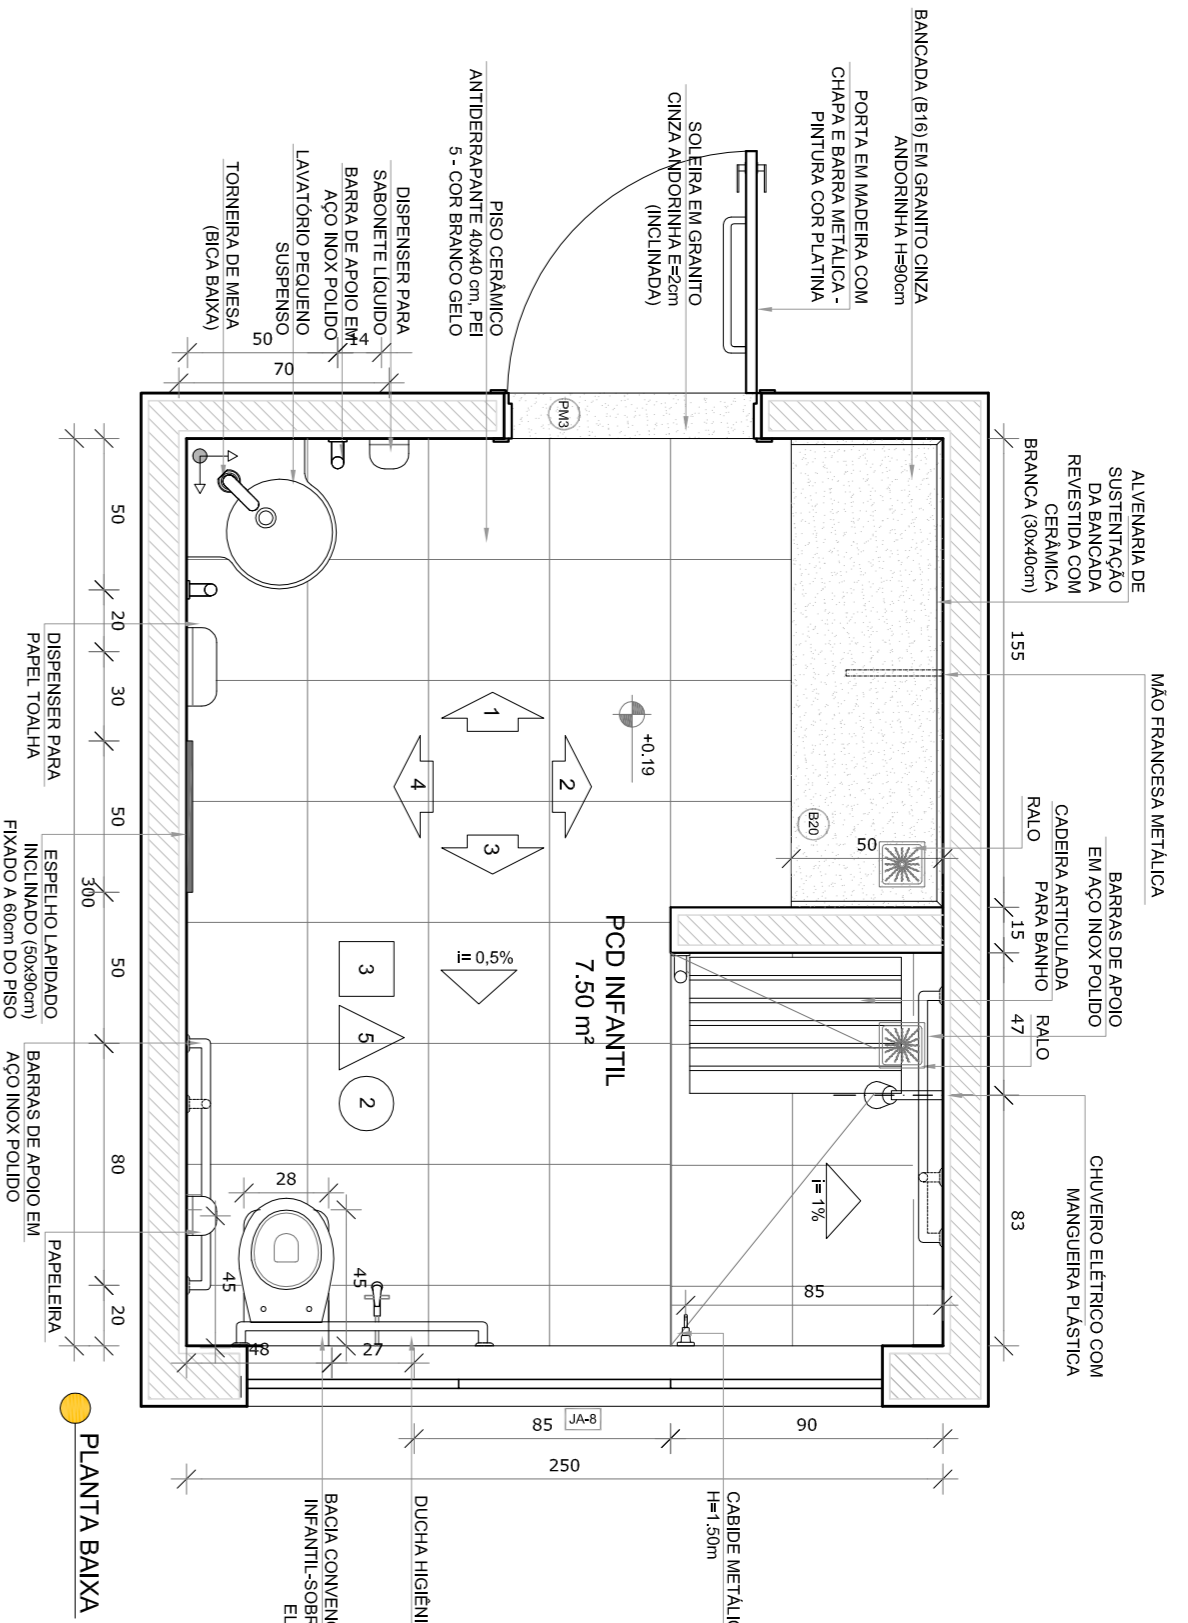 BANCADA (B16) EM GRANITO CINZA
ANDORINHA H=90cm
PORTA EM MADEIRA COM
CHAPA E BARRA METÁLICA -
PINTURA COR PLATINA
SOLEIRA EM GRANITO
CINZA ANDORINHA E=2cm
(INCLINADA)
PISO CERÂMICO
ANTIDERRAPANTE 40x40 cm, PEI
5 - COR BRANCO GELO
DISPENSER PARA
SABONETE LÍQUIDO
BARRA DE APOIO EM
AÇO INOX POLIDO
LAVATÓRIO PEQUENO
SUSPENSO
TORNEIRA DE MESA
(BICA BAIXA)
50
14
70
PM3
ALVENARIA DE
SUSTENTAÇÃO
DA BANCADA
REVESTIDA COM
CERÂMICA
BRANCA (30x40cm)
155
MÃO FRANCESA METÁLICA
RALO
CADEIRA ARTICULADA
PARA BANHO
BARRAS DE APOIO
EM AÇO INOX POLIDO
15
47
RALO
83
CHUVEIRO ELÉTRICO COM
MANGUEIRA PLÁSTICA
B20
50
+0.19
1
2
3
4
PCD INFANTIL
7.50 m²
i= 0,5%
3
5
2
i= 1%
85
28
45
45
48
27
50
20
30
50
50
80
20
300
DISPENSER PARA
PAPEL TOALHA
ESPELHO LAPIDADO
INCLINADO (50x90cm)
FIXADO A 60cm DO PISO
BARRAS DE APOIO EM
AÇO INOX POLIDO
PAPELEIRA
JA-8
85
90
250
CABIDE METÁLIC
H=1.50m
DUCHA HIGIÊNI
BACIA CONVENC
INFANTIL-SOBR
EL
PLANTA BAIXA